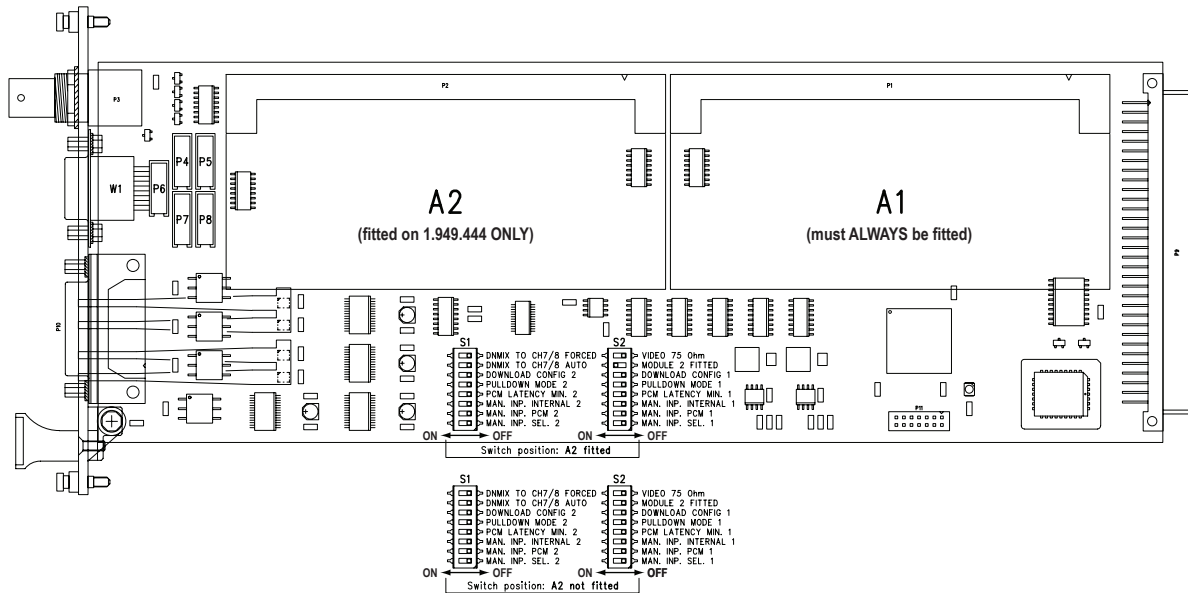 P2
P1
P3
P4
P5
W1
P6
P7
P8
A2
(fitted on 1.949.444 ONLY)
A1
(must ALWAYS be fitted)
P9
P10
P11
S1
DNMIX TO CH7/8 FORCED
DNMIX TO CH7/8 AUTO
DOWNLOAD CONFIG 2
PULLDOWN MODE 2
PCM LATENCY MIN. 2
MAN. INP. INTERNAL 2
MAN. INP. PCM 2
MAN. INP. SEL. 2
ON
OFF
S2
VIDEO 75 Ohm
MODULE 2 FITTED
DOWNLOAD CONFIG 1
PULLDOWN MODE 1
PCM LATENCY MIN. 1
MAN. INP. INTERNAL 1
MAN. INP. PCM 1
MAN. INP. SEL. 1
ON
OFF
Switch position: A2 fitted
S1
DNMIX TO CH7/8 FORCED
DNMIX TO CH7/8 AUTO
DOWNLOAD CONFIG 2
PULLDOWN MODE 2
PCM LATENCY MIN. 2
MAN. INP. INTERNAL 2
MAN. INP. PCM 2
MAN. INP. SEL. 2
ON
OFF
S2
VIDEO 75 Ohm
MODULE 2 FITTED
DOWNLOAD CONFIG 1
PULLDOWN MODE 1
PCM LATENCY MIN. 1
MAN. INP. INTERNAL 1
MAN. INP. PCM 1
MAN. INP. SEL. 1
ON
OFF
Switch position: A2 not fitted